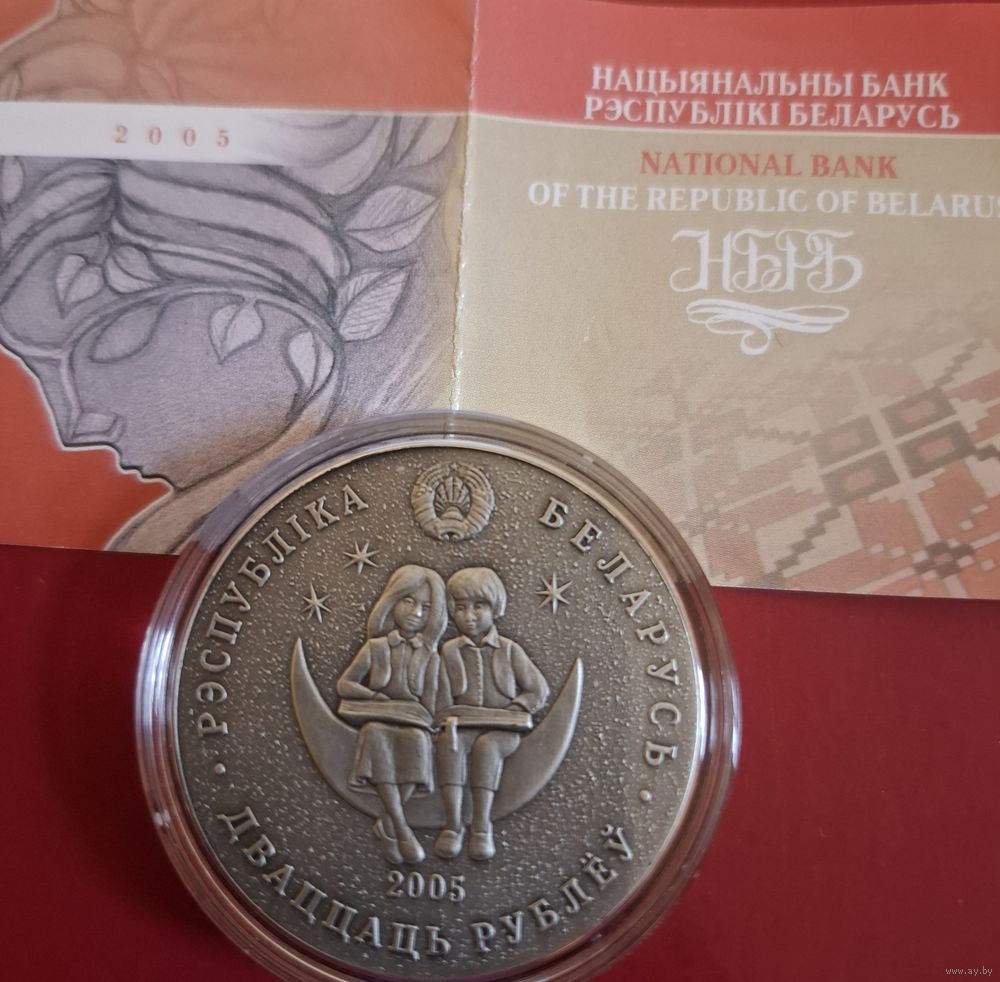 2005
НАЦЫЯНАЛЬНЫ БАНК
РЭСПУБЛІКІ БЕЛАРУСЬ
NATIONAL BANK
OF THE REPUBLIC OF BELARUS
НБРБ
РЭСПУБЛІКА БЕЛАРУСЬ
2005
ДВАЦЦАЦЬ РУБЛЁЎ
www.ay.by